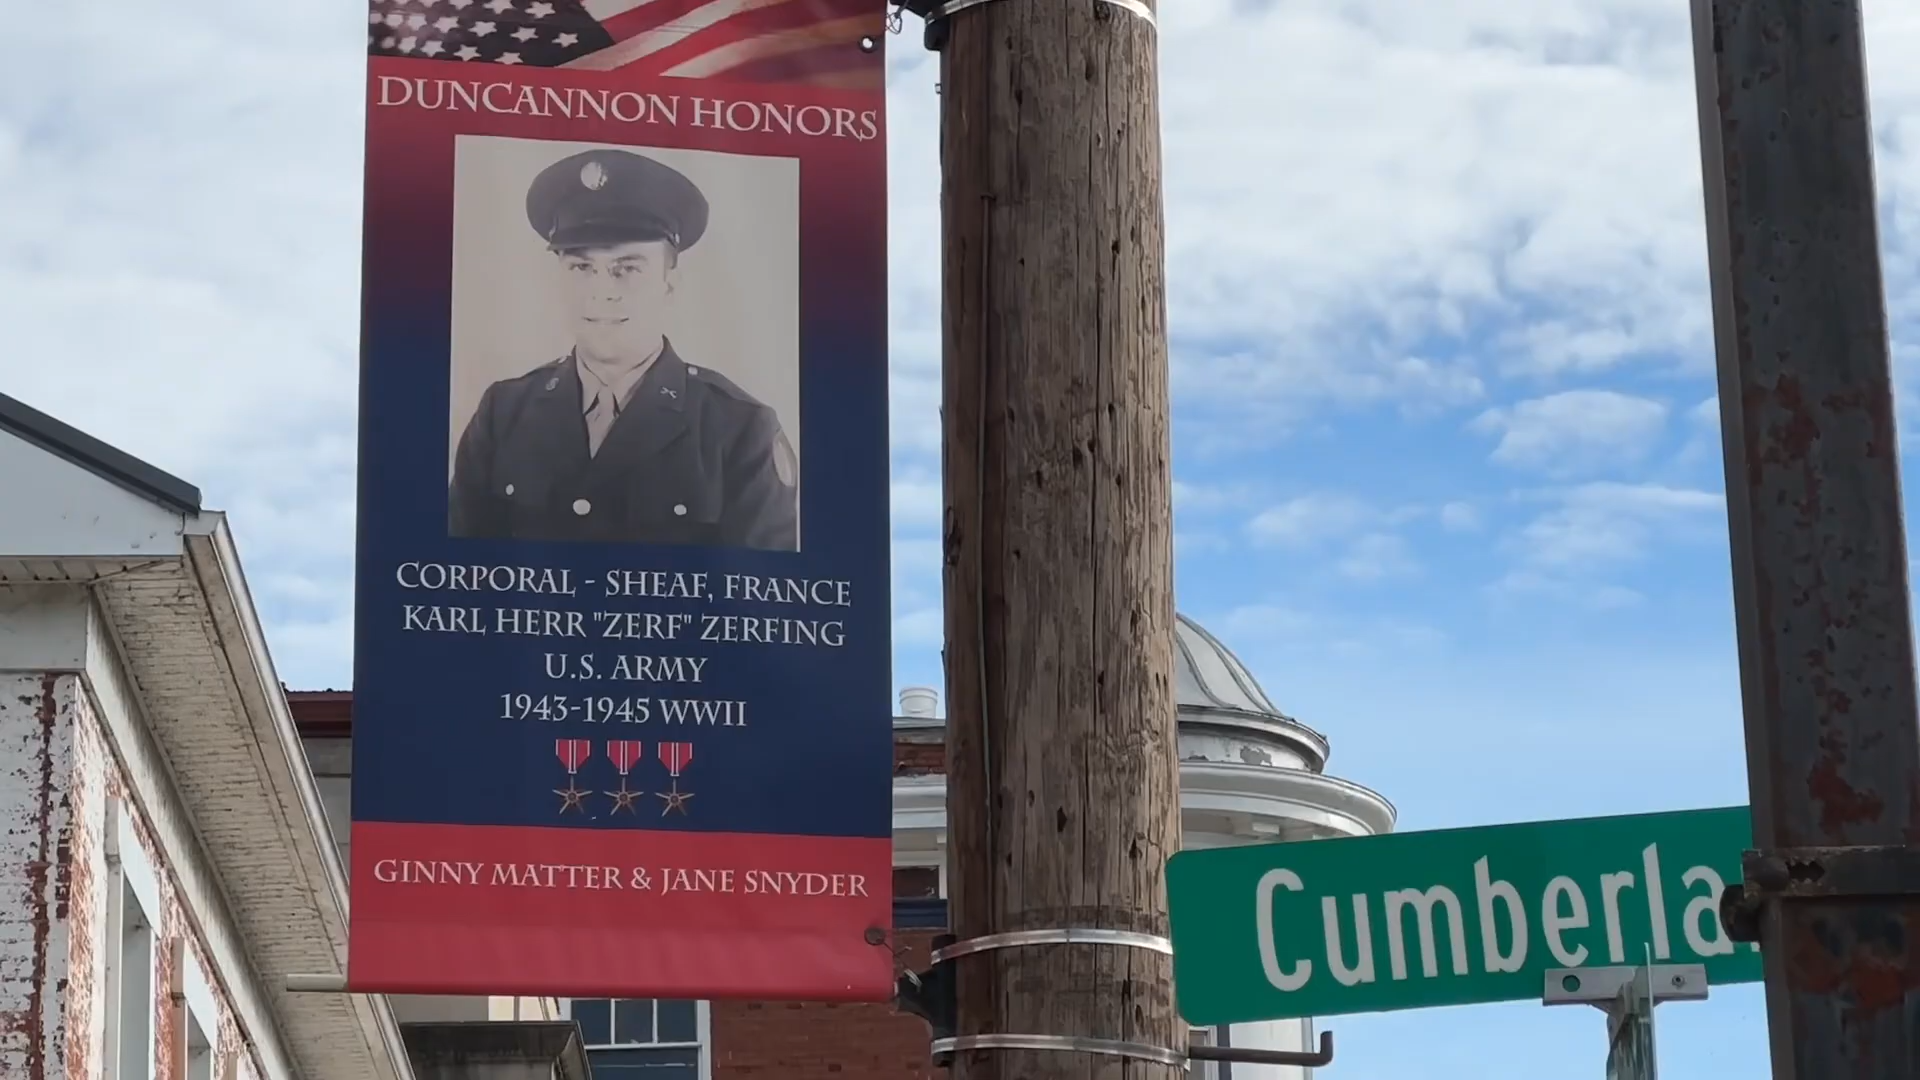 DUNCANNON HONORS
CORPORAL - SHEAF, FRANCE
KARL HERR "ZERF" ZERFING
U.S. ARMY
1943-1945 WWII
GINNY MATTER & JANE SNYDER
Cumberla